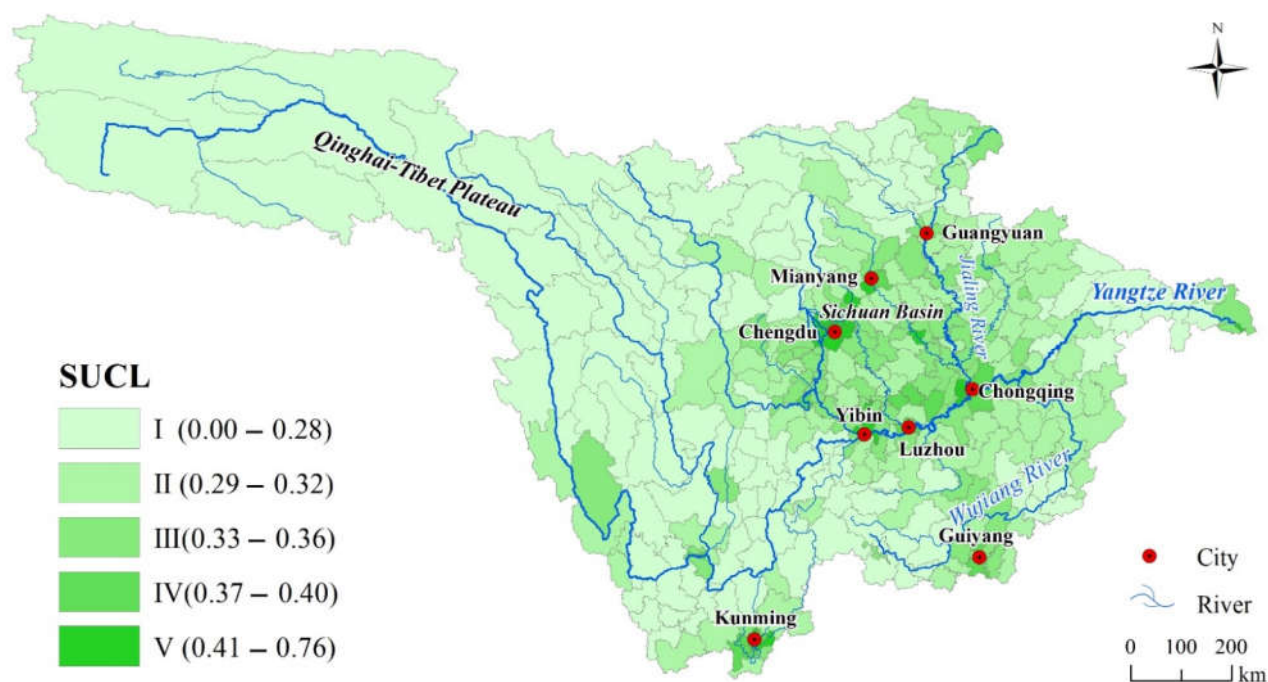 N
Qinghai-Tibet Plateau
Guangyuan
Mianyang
Jialing River
Yangtze River
Sichuan Basin
Chengdu
Chongqing
Yibin
Luzhou
Wujiang River
Guiyang
Kunming
SUCL
I (0.00 – 0.28)
II (0.29 – 0.32)
III(0.33 – 0.36)
IV(0.37 – 0.40)
V (0.41 – 0.76)
City
River
0 100 200
km